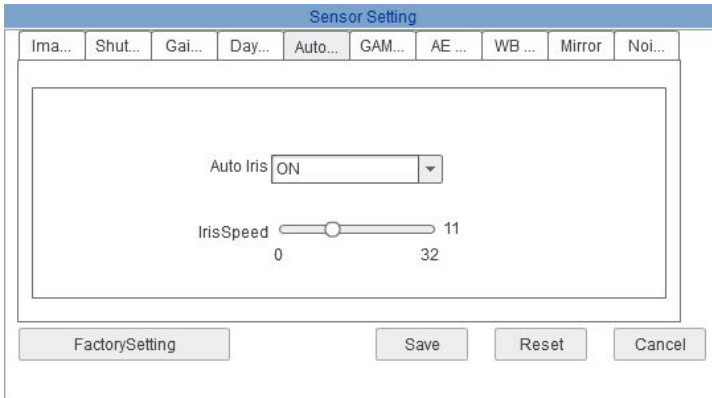 Sensor Setting
Ima... Shut... Gai... Day... Auto... GAM... AE ... WB ... Mirror Noi...
Auto Iris ON
IrisSpeed 11
0 32
FactorySetting Save Reset Cancel